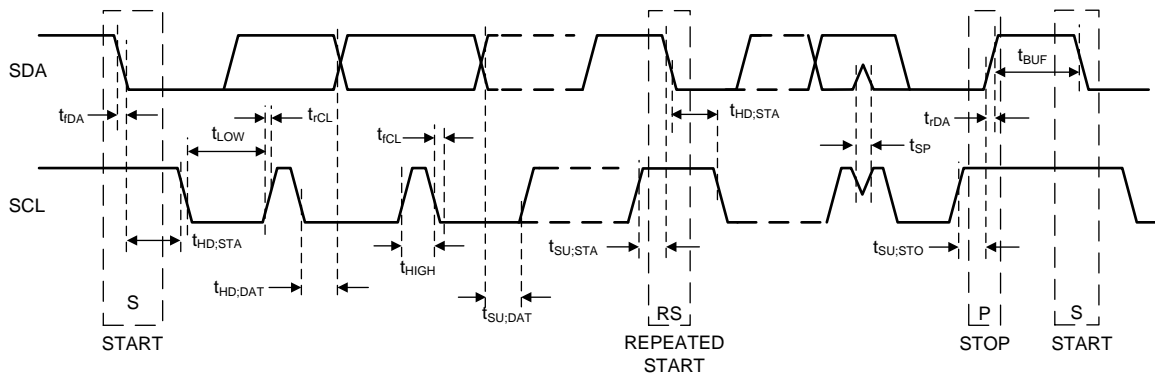 SDA
t_fDA
t_LOW
t_rCL
t_fCL
t_HD;STA
t_SP
t_rDA
t_BUF
SCL
t_HD;STA
t_HD;DAT
t_HIGH
t_SU;DAT
t_SU;STA
t_SU;STO
S
RS
P
S
START
REPEATED
START
STOP
START